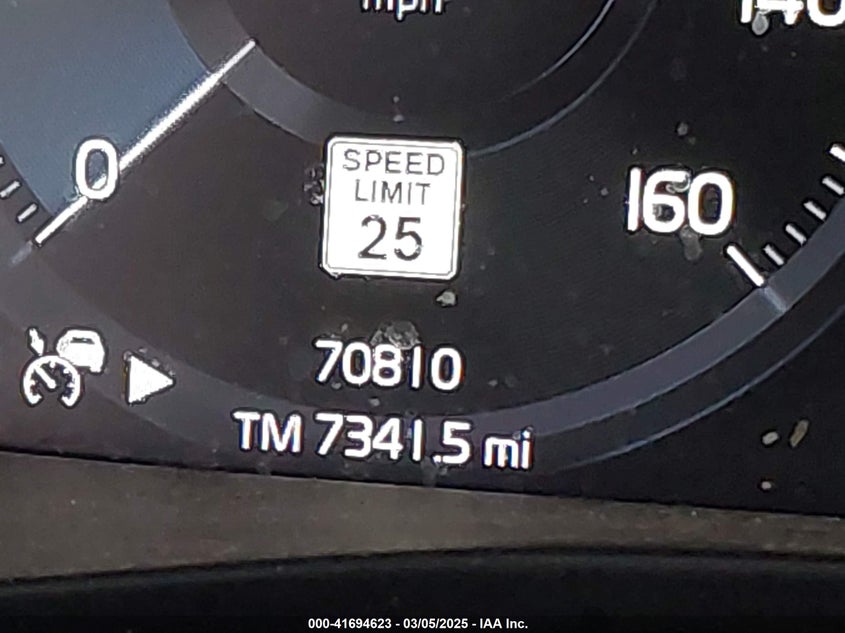 mph
140
0
SPEED
LIMIT
25
160
70810
TM 7341.5 mi
000-41694623 - 03/05/2025 - IAA Inc.